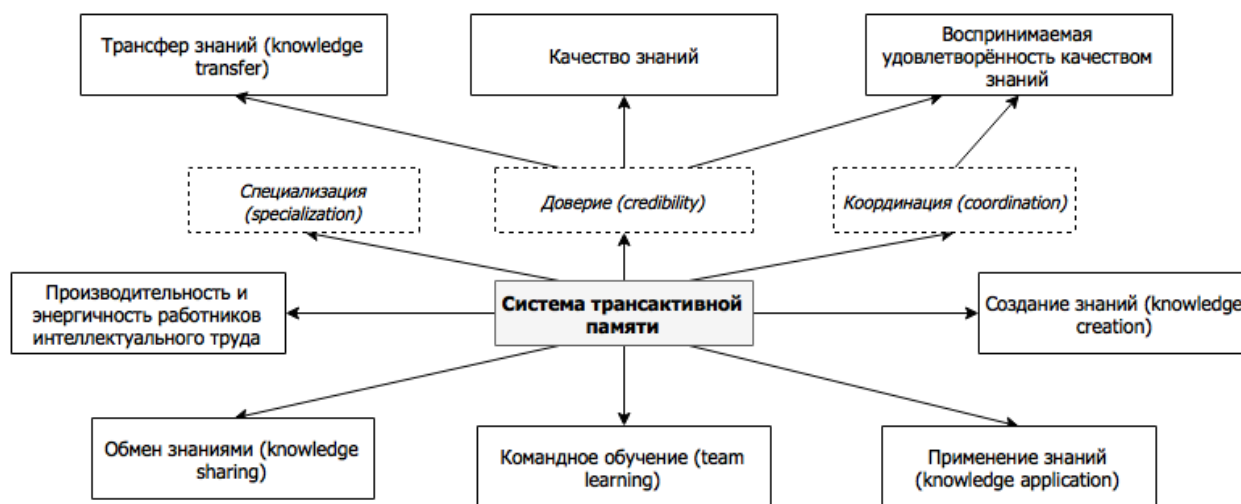 Трансфер знаний (knowledge
transfer)
Качество знаний
Воспринимаемая
удовлетворённость качеством
знаний
Специализация
(specialization)
Доверие (credibility)
Координация (coordination)
Производительность и
энергичность работников
интеллектуального труда
Система трансактивной
памяти
Создание знаний (knowledge
creation)
Обмен знаниями (knowledge
sharing)
Командное обучение (team
learning)
Применение знаний
(knowledge application)